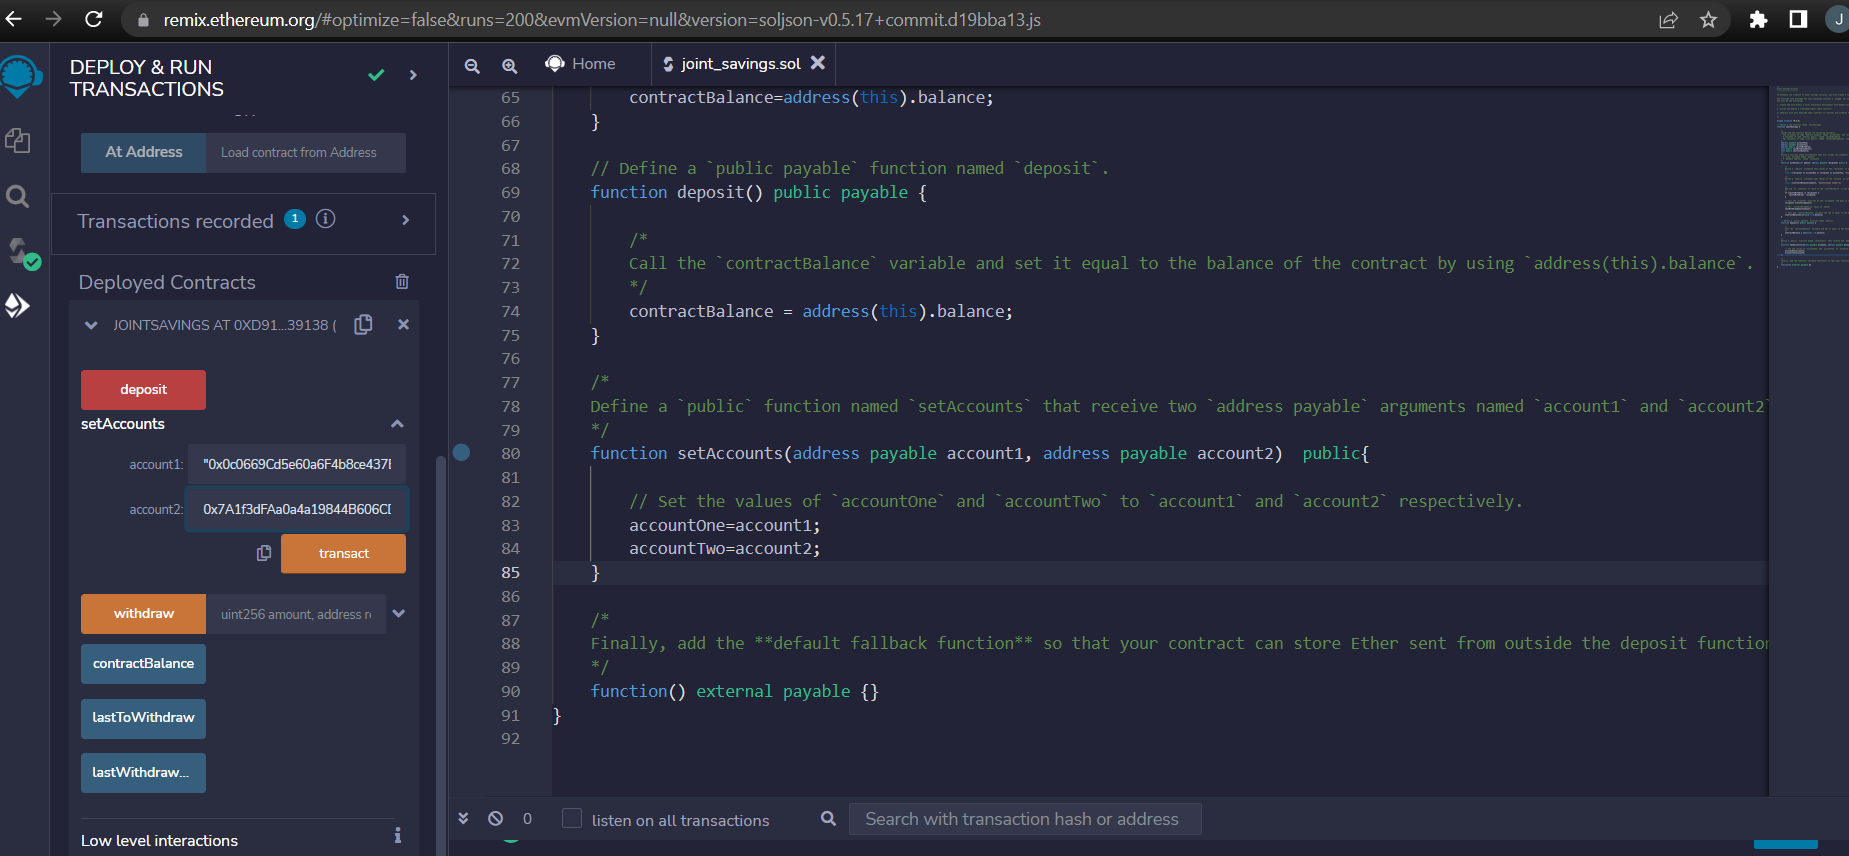 remix.ethereum.org/#optimize=false&runs=200&evmVersion=null&version=soljson-v0.5.17+commit.d19bba13.js
J
DEPLOY & RUN
TRANSACTIONS
At Address Load contract from Address
Transactions recorded 1 i
Deployed Contracts
JOINTSAVINGS AT 0XD91...39138 (
deposit
setAccounts
account1: "0x0c0669Cd5e60a6F4b8ce437E
account2: 0x7A1f3dFAa0a4a19844B606CD
transact
withdraw uint256 amount, address re
contractBalance
lastToWithdraw
lastWithdraw...
Low level interactions i
Home
joint_savings.sol
65 contractBalance=address(this).balance;
66 }
67
68 // Define a `public payable` function named `deposit`.
69 function deposit() public payable {
70
71 /*
72 Call the `contractBalance` variable and set it equal to the balance of the contract by using `address(this).balance`.
73 */
74 contractBalance = address(this).balance;
75 }
76
77 /*
78 Define a `public` function named `setAccounts` that receive two `address payable` arguments named `account1` and `account2`
79 */
80 function setAccounts(address payable account1, address payable account2)  public{
81
82 // Set the values of `accountOne` and `accountTwo` to `account1` and `account2` respectively.
83 accountOne=account1;
84 accountTwo=account2;
85 }
86
87 /*
88 Finally, add the **default fallback function** so that your contract can store Ether sent from outside the deposit function
89 */
90 function() external payable {}
91 }
92
0 listen on all transactions Search with transaction hash or address